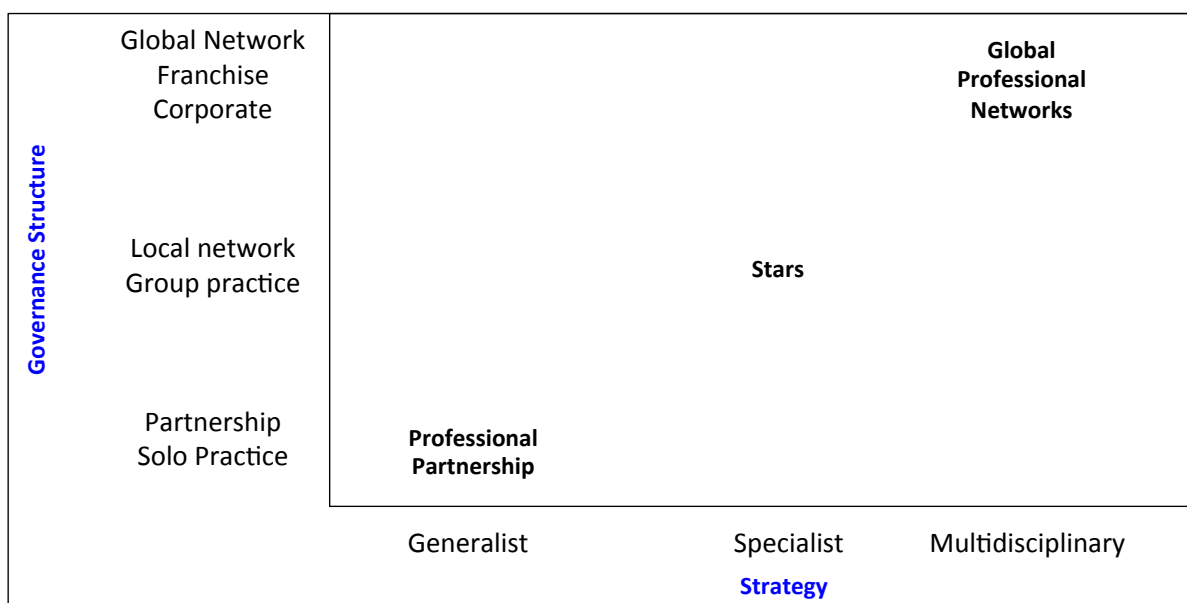 Global Network
Franchise
Corporate
Global
Professional
Networks
Governance Structure
Local network
Group practice
Stars
Partnership
Solo Practice
Professional
Partnership
Generalist
Specialist
Multidisciplinary
Strategy